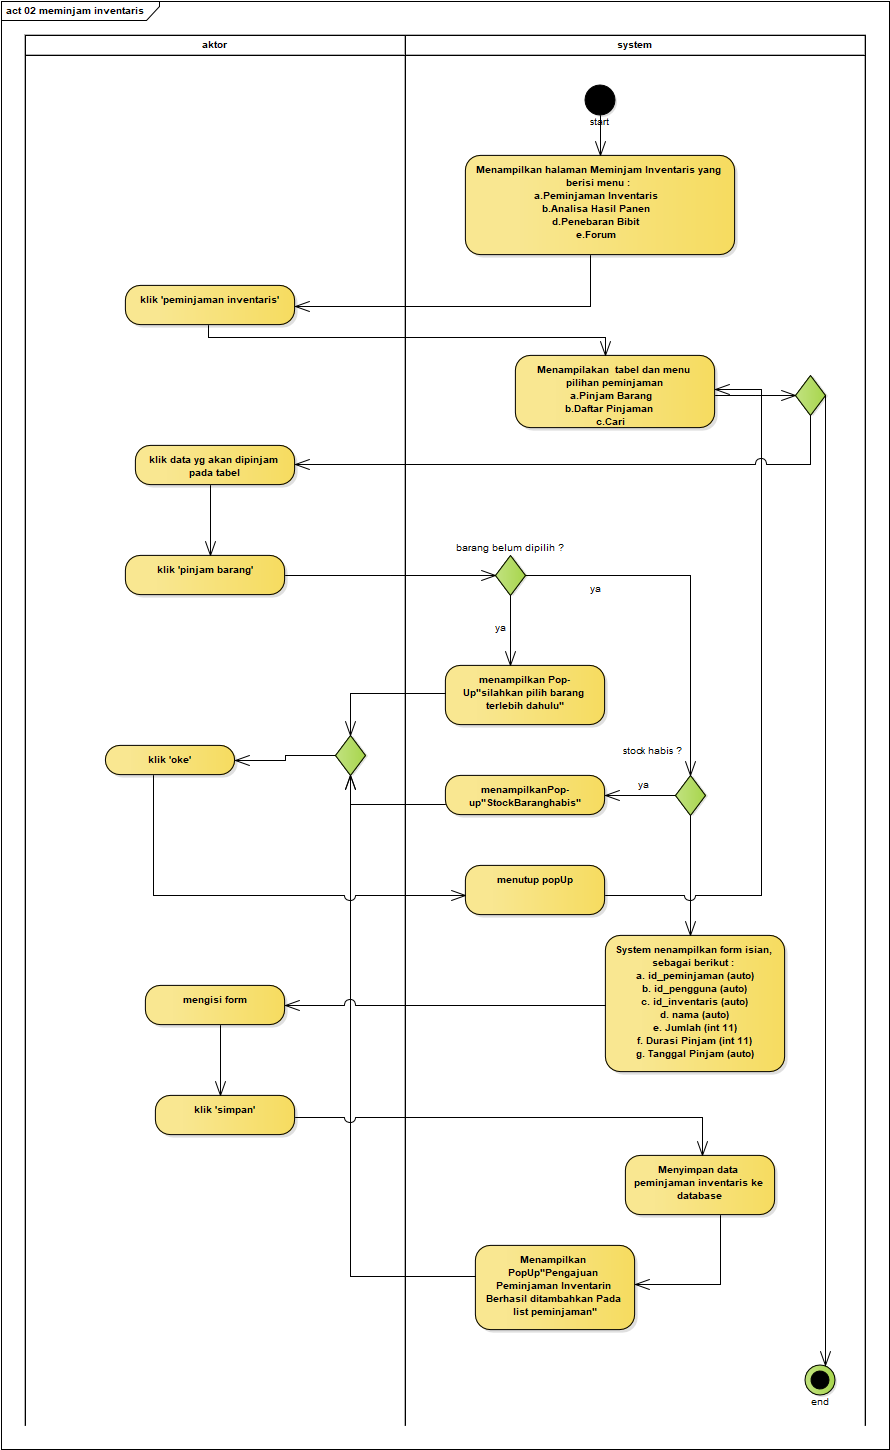 act 02 meminjam inventaris
aktor
system
start
Menampilkan halaman Meminjam Inventaris yang
berisi menu :
a.Peminjaman Inventaris
b.Analisa Hasil Panen
d.Penebaran Bibit
e.Forum
klik 'peminjaman inventaris'
Menampilakan  tabel dan menu
pilihan peminjaman
a.Pinjam Barang
b.Daftar Pinjaman
c.Cari
klik data yg akan dipinjam
pada tabel
barang belum dipilih ?
klik 'pinjam barang'
ya
ya
menampilkan Pop-
Up"silahkan pilih barang
terlebih dahulu"
stock habis ?
klik 'oke'
ya
menampilkanPop-
up"StockBaranghabis"
menutup popUp
System nenampilkan form isian,
sebagai berikut :
a. id_peminjaman (auto)
b. id_pengguna (auto)
c. id_inventaris (auto)
d. nama (auto)
e. Jumlah (int 11)
f. Durasi Pinjam (int 11)
g. Tanggal Pinjam (auto)
mengisi form
klik 'simpan'
Menyimpan data
peminjaman inventaris ke
database
Menampilkan
PopUp"Pengajuan
Peminjaman Inventarin
Berhasil ditambahkan Pada
list peminjaman"
end